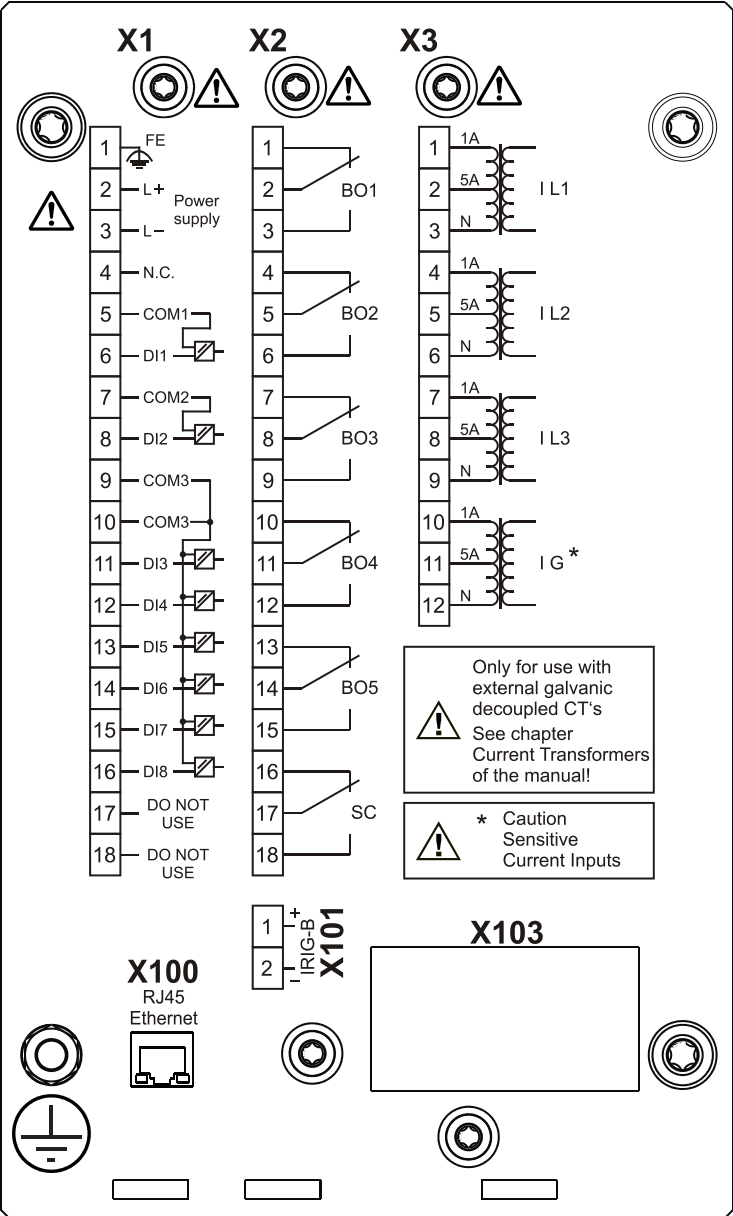 X1 X2 X3
1 FE
2 L+ Power
supply
3 L−
4 N.C.
5 COM1
6 DI1
7 COM2
8 DI2
9 COM3
10 COM3
11 DI3
12 DI4
13 DI5
14 DI6
15 DI7
16 DI8
17 DO NOT
USE
18 DO NOT
USE
1
2 BO1
3
4
5 BO2
6
7
8 BO3
9
10
11 BO4
12
13
14 BO5
15
16
17 SC
18
1 1A
2 5A I L1
3 N
4 1A
5 5A I L2
6 N
7 1A
8 5A I L3
9 N
10 1A
11 5A I G*
12 N
Only for use with
external galvanic
decoupled CT‘s
See chapter
Current Transformers
of the manual!
* Caution
Sensitive
Current Inputs
1 +
2 −
IRIG-B
X101
X103
X100
RJ45
Ethernet